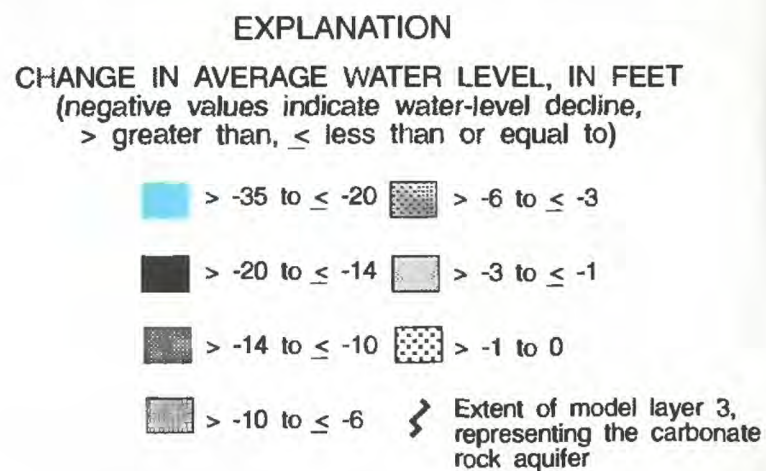 EXPLANATION
CHANGE IN AVERAGE WATER LEVEL, IN FEET
(negative values indicate water-level decline,
> greater than, ≤ less than or equal to)
> -35 to ≤ -20
> -20 to ≤ -14
> -14 to ≤ -10
> -10 to ≤ -6
> -6 to ≤ -3
> -3 to ≤ -1
> -1 to 0
Extent of model layer 3,
representing the carbonate
rock aquifer